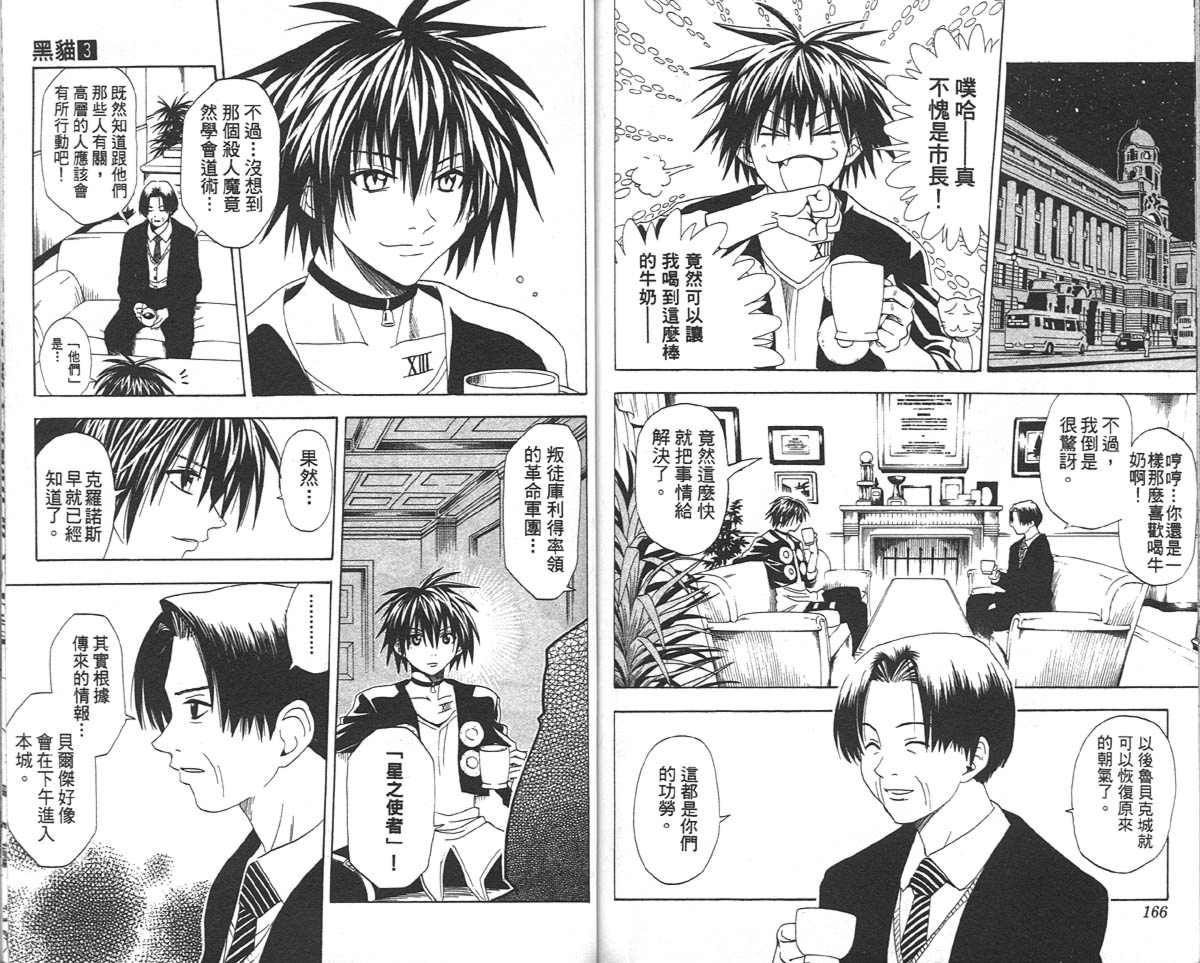 噗哈——真
不愧是市長！
竟然可以讓
我喝到這麼棒
的牛奶——
哼哼…你還是一
樣那麼喜歡喝牛
奶啊！
不過，
我倒是
很驚訝。
竟然這麼快
就把事情給
解決了。
以後魯貝克城就
可以恢復原來
的朝氣了。
這都是你們
的功勞。
166
黑貓3
不過…沒想到
那個殺人魔竟
然學會道術…
XIII
既然知道跟他們
那些人有關，
高層的人應該會
有所行動吧！
「他們」
是…
叛徒庫利得率領
的革命軍團…
「星之使者」！
果然…
克羅諾斯
早就已經
知道了。
………
其實根據
傳來的情報…
貝爾傑好像
會在下午進入
本城。